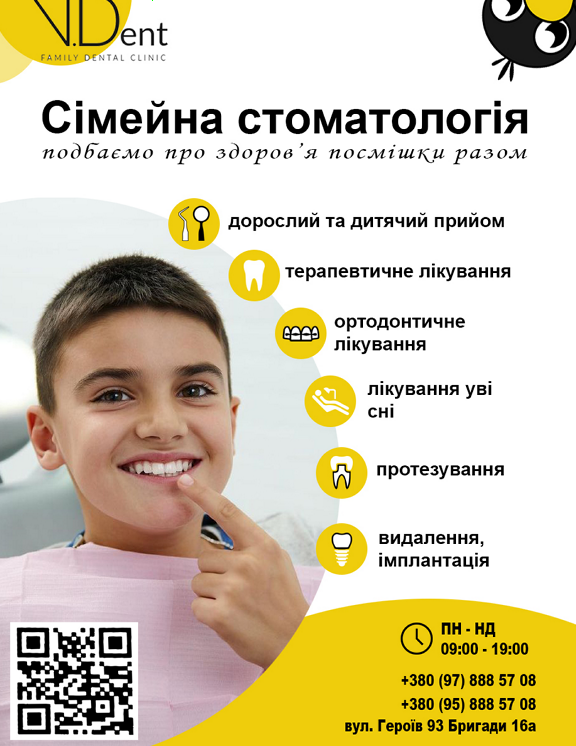 V.Dent
FAMILY DENTAL CLINIC
Сімейна стоматологія
подбаємо про здоров'я посмішки разом
дорослий та дитячий прийом
терапевтичне лікування
ортодонтичне
лікування
лікування уві
сні
протезування
видалення,
імплантація
ПН - НД
09:00 - 19:00
+380 (97) 888 57 08
+380 (95) 888 57 08
вул. Героїв 93 Бригади 16а